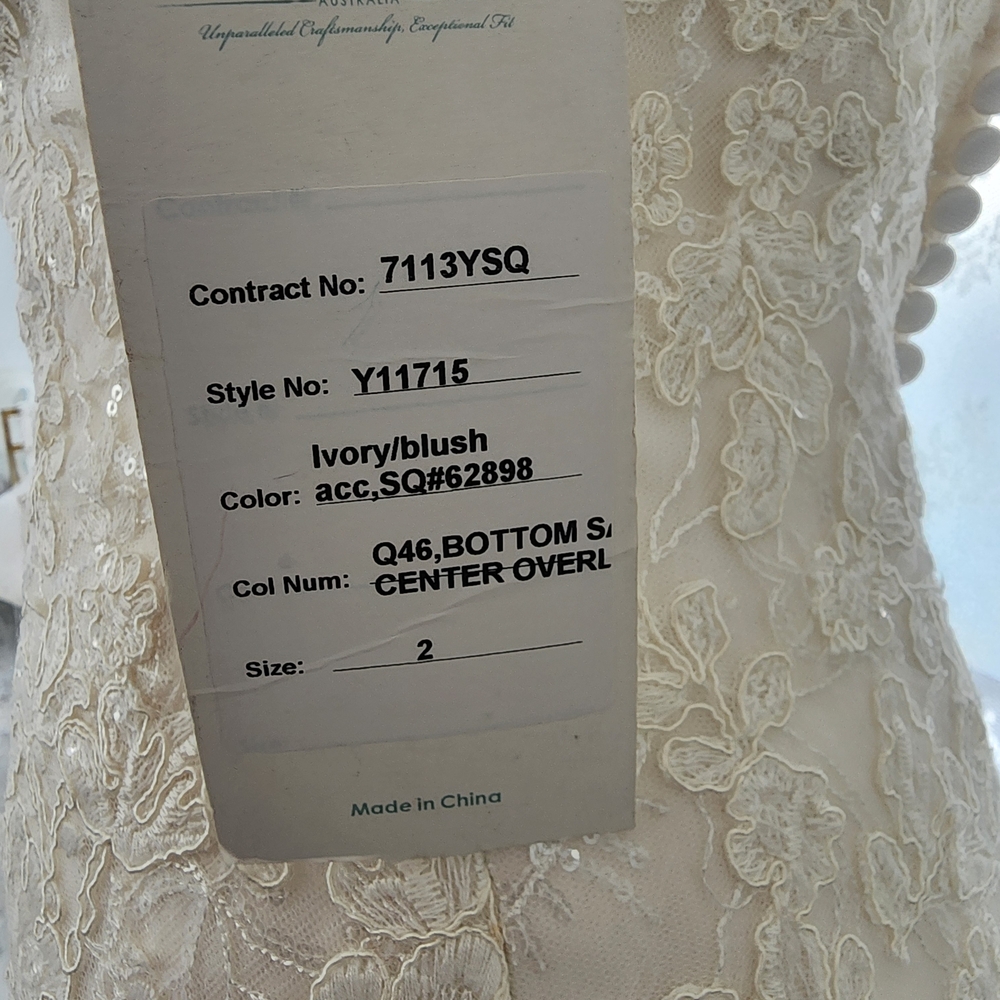 AUSTRALIA
Unparalleled Craftsmanship, Exceptional Fit
Contract No: 7113YSQ
Style No: Y11715
Ivory/blush
Color: acc,SQ#62898
Q46,BOTTOM SA
Col Num: CENTER OVERL
Size: 2
Made in China